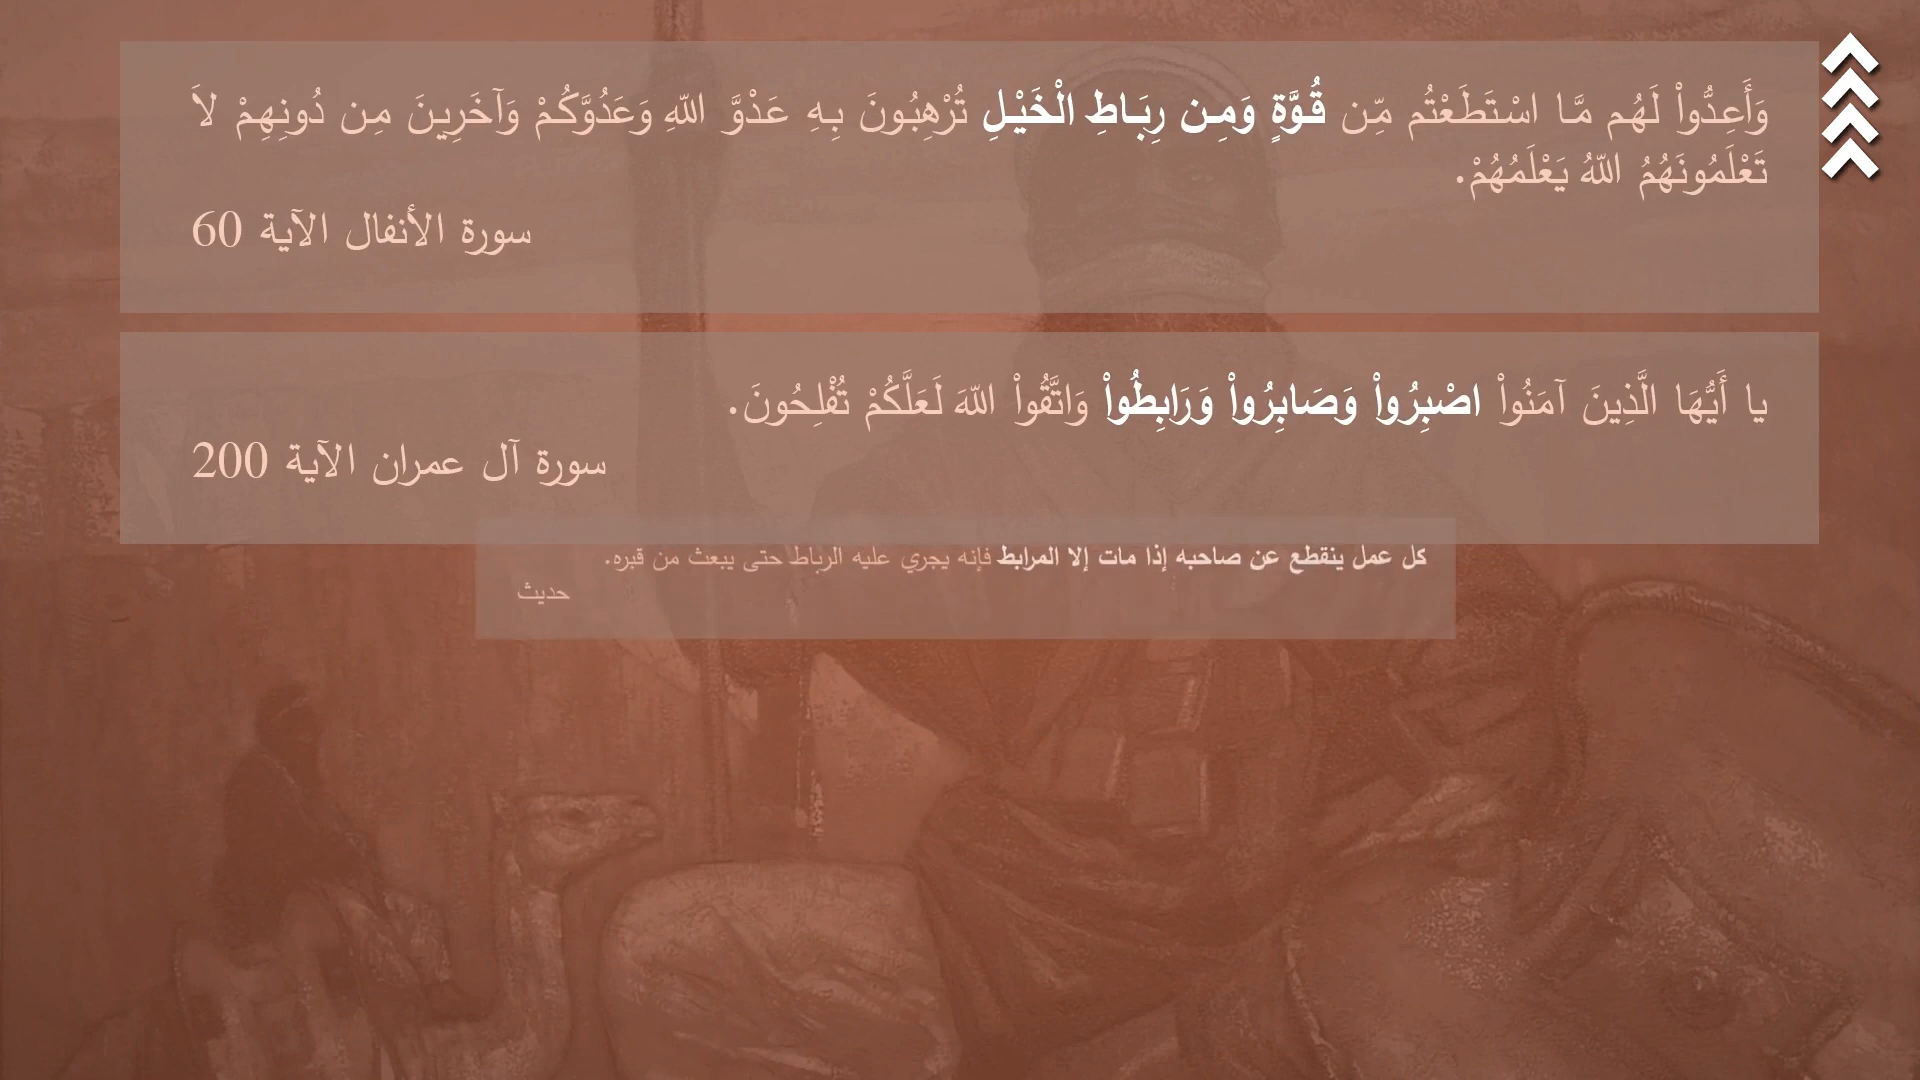 وَأَعِدُّواْ لَهُم مَّا اسْتَطَعْتُم مِّن قُوَّةٍ وَمِن رِبَاطِ الْخَيْلِ تُرْهِبُونَ بِهِ عَدْوَّ اللّهِ وَعَدُوَّكُمْ وَآخَرِينَ مِن دُونِهِمْ لاَ
تَعْلَمُونَهُمُ اللّهُ يَعْلَمُهُمْ.
سورة الأنفال الآية 60
يا أَيُّهَا الَّذِينَ آمَنُواْ اصْبِرُواْ وَصَابِرُواْ وَرَابِطُواْ وَاتَّقُواْ اللّهَ لَعَلَّكُمْ تُفْلِحُونَ.
سورة آل عمران الآية 200
كل عمل ينقطع عن صاحبه إذا مات إلا المرابط فإنه يجري عليه الرباط حتى يبعث من قبره.
حديث